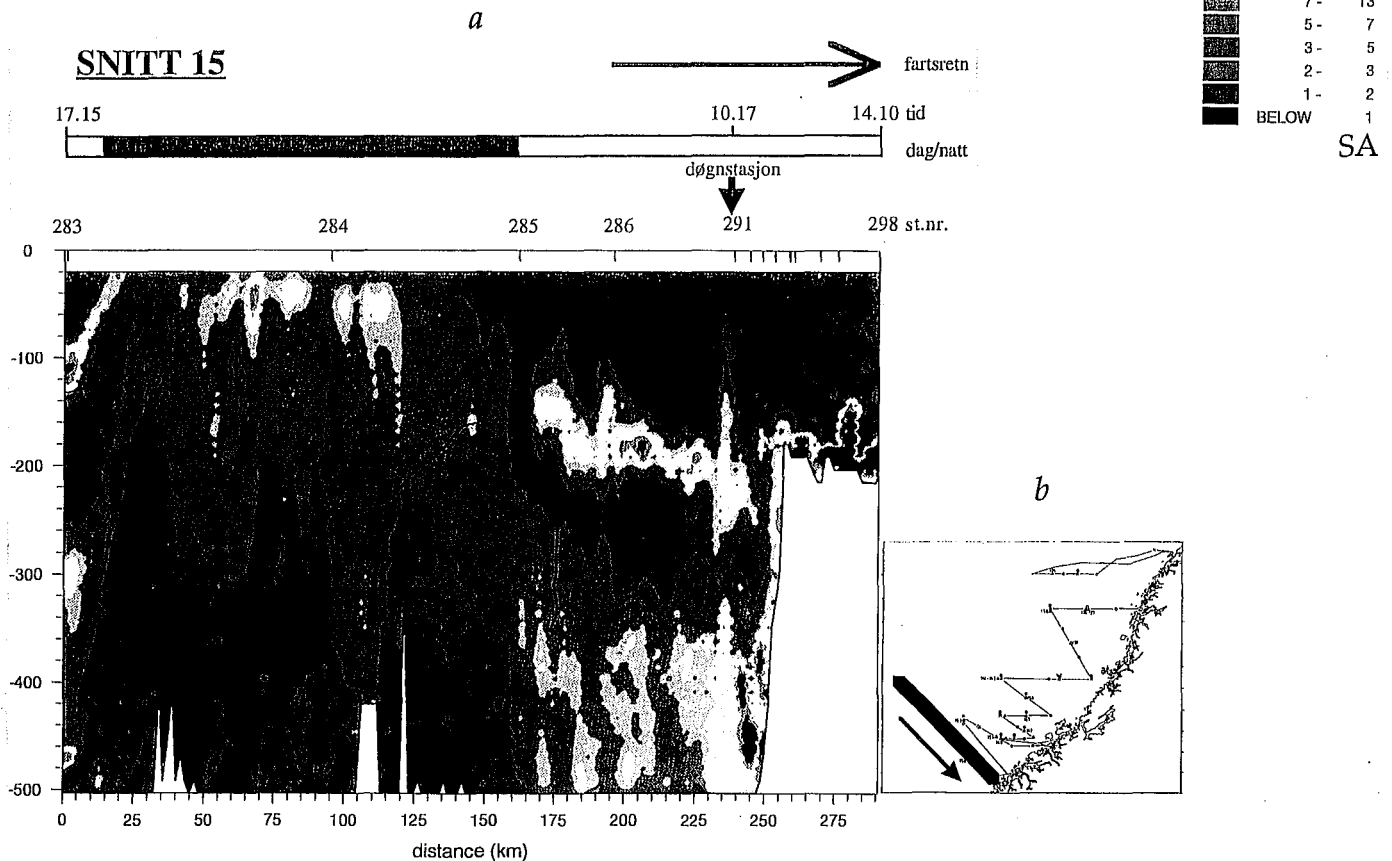 a
7 - 13
5 - 7
3 - 5
2 - 3
1 - 2
BELOW 1
SA
SNITT 15
fartsretn
17.15 10.17 14.10 tid
dag/natt
døgnstasjon
283 284 285 286 291 298 st.nr.
0
-100
-200
-300
-400
-500
0 25 50 75 100 125 150 175 200 225 250 275
distance (km)
b